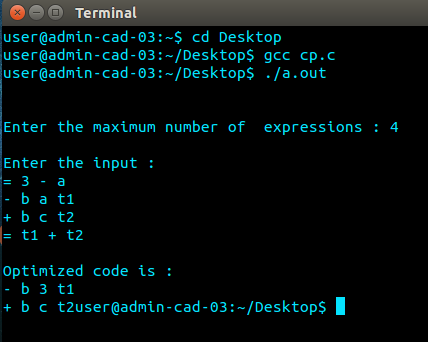 Terminal
user@admin-cad-03:~$ cd Desktop
user@admin-cad-03:~/Desktop$ gcc cp.c
user@admin-cad-03:~/Desktop$ ./a.out
Enter the maximum number of  expressions : 4
Enter the input :
= 3 - a
- b a t1
+ b c t2
= t1 + t2
Optimized code is :
- b 3 t1
+ b c t2user@admin-cad-03:~/Desktop$